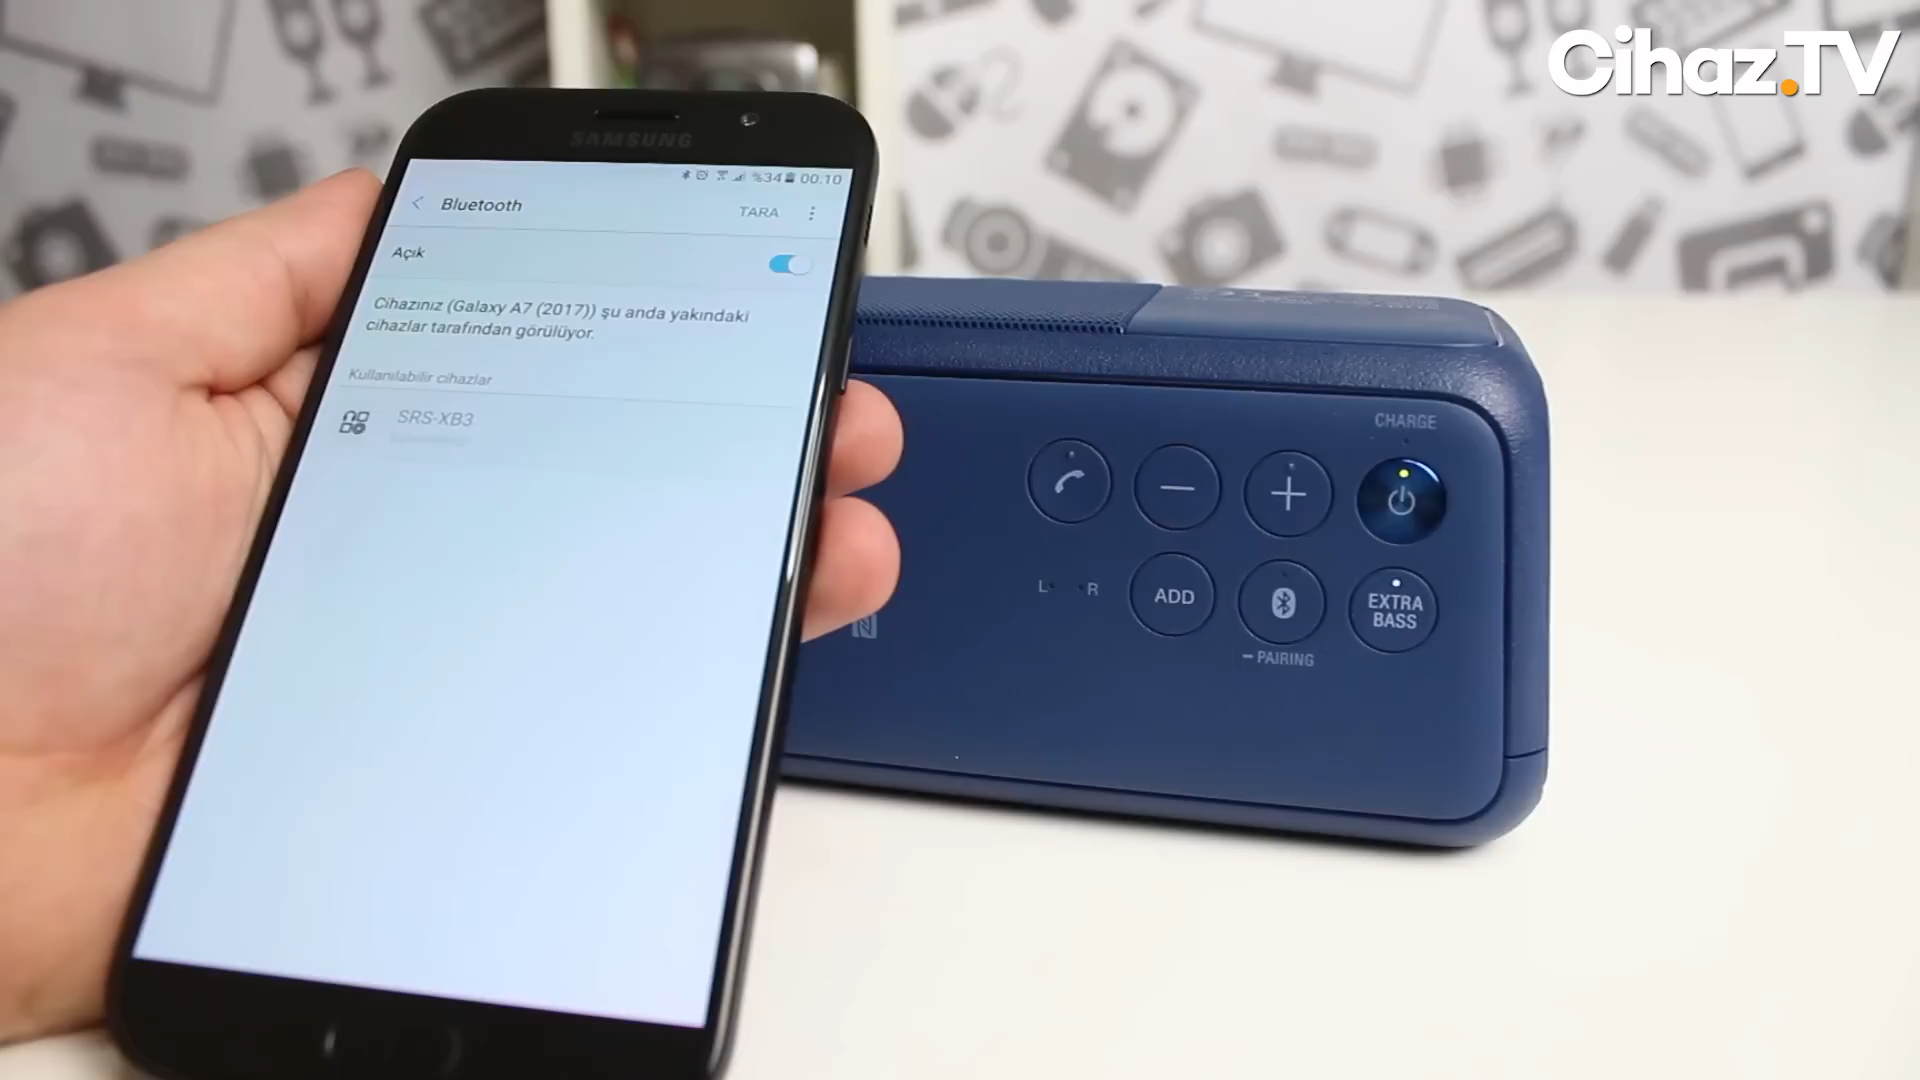 Cihaz.TV
SAMSUNG
%34 00:10
Bluetooth
TARA
Açık
Cihazınız (Galaxy A7 (2017)) şu anda yakındaki
cihazlar tarafından görülüyor.
Kullanılabilir cihazlar
SRS-XB3
CHARGE
L R
ADD
EXTRA
BASS
PAIRING